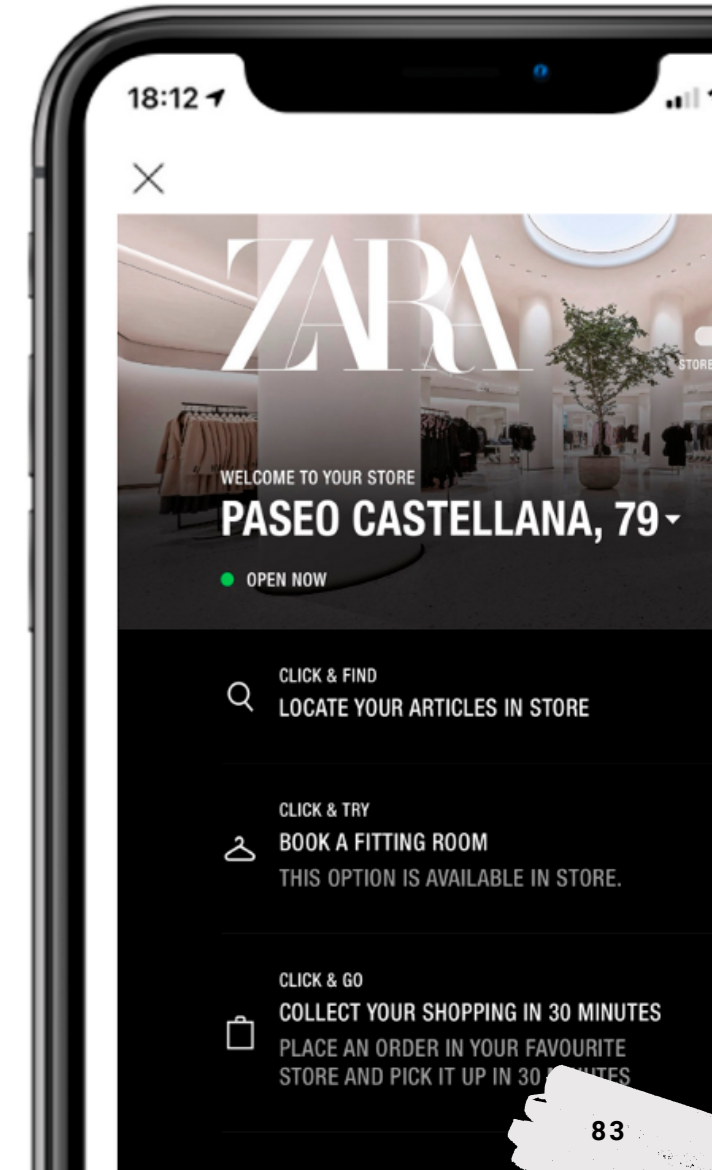 18:12
ZARA
STORE
WELCOME TO YOUR STORE
PASEO CASTELLANA, 79
OPEN NOW
CLICK & FIND
LOCATE YOUR ARTICLES IN STORE
CLICK & TRY
BOOK A FITTING ROOM
THIS OPTION IS AVAILABLE IN STORE.
CLICK & GO
COLLECT YOUR SHOPPING IN 30 MINUTES
PLACE AN ORDER IN YOUR FAVOURITE
STORE AND PICK IT UP IN 30
83